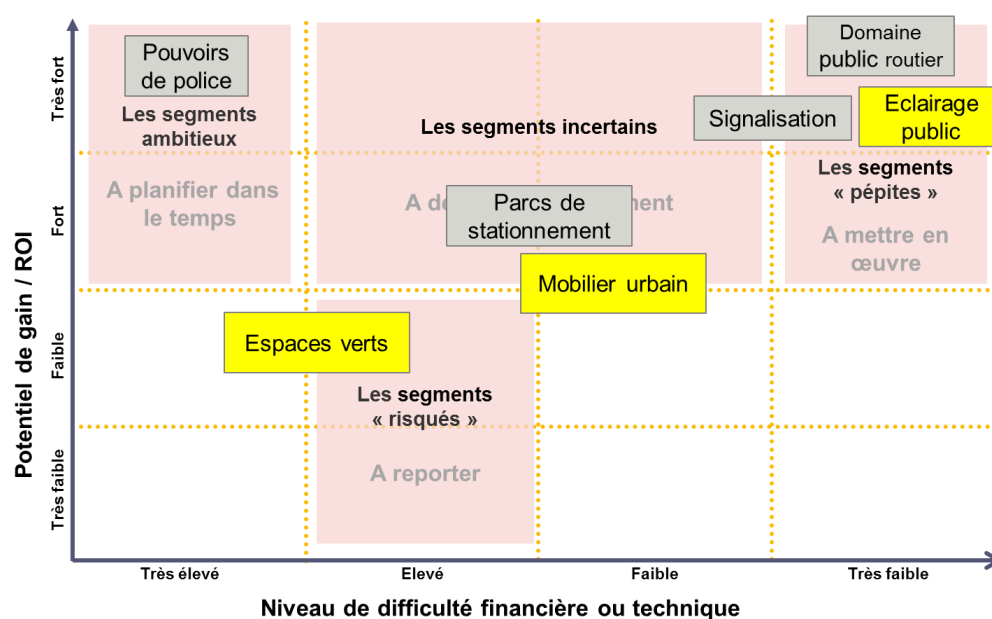 Potentiel de gain / ROI
Très fort
Fort
Faible
Très faible
Pouvoirs
de police
Les segments
ambitieux
A planifier dans
le temps
Les segments incertains
A de
ment
Parcs de
stationnement
Mobilier urbain
Espaces verts
Les segments
« risqués »
A reporter
Domaine
public routier
Signalisation
Eclairage
public
Les segments
« pépites »
A mettre en
œuvre
Très élevé
Elevé
Faible
Très faible
Niveau de difficulté financière ou technique